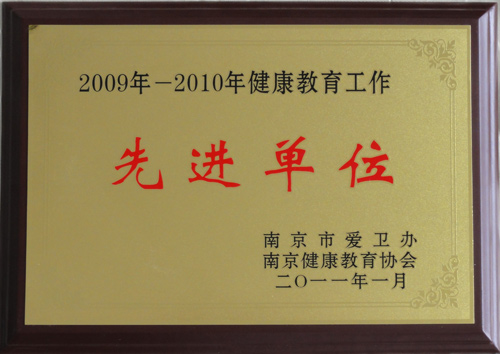 2009年－2010年健康教育工作
先进单位
南京市爱卫办
南京健康教育协会
二〇一一年一月